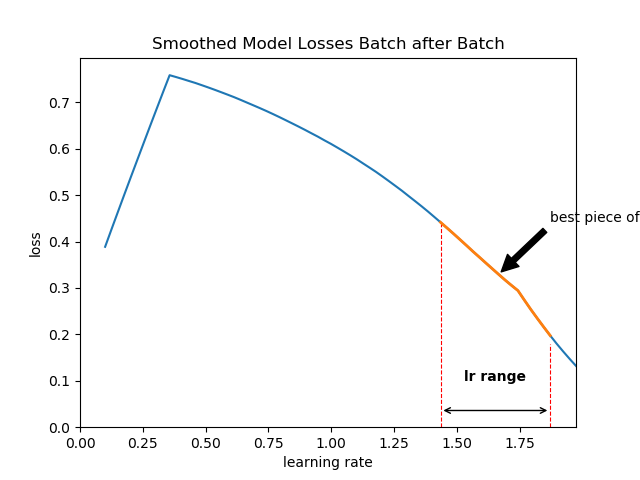 Smoothed Model Losses Batch after Batch
0.7
0.6
0.5
0.4
0.3
0.2
0.1
0.0
loss
best piece of
lr range
0.00 0.25 0.50 0.75 1.00 1.25 1.50 1.75
learning rate